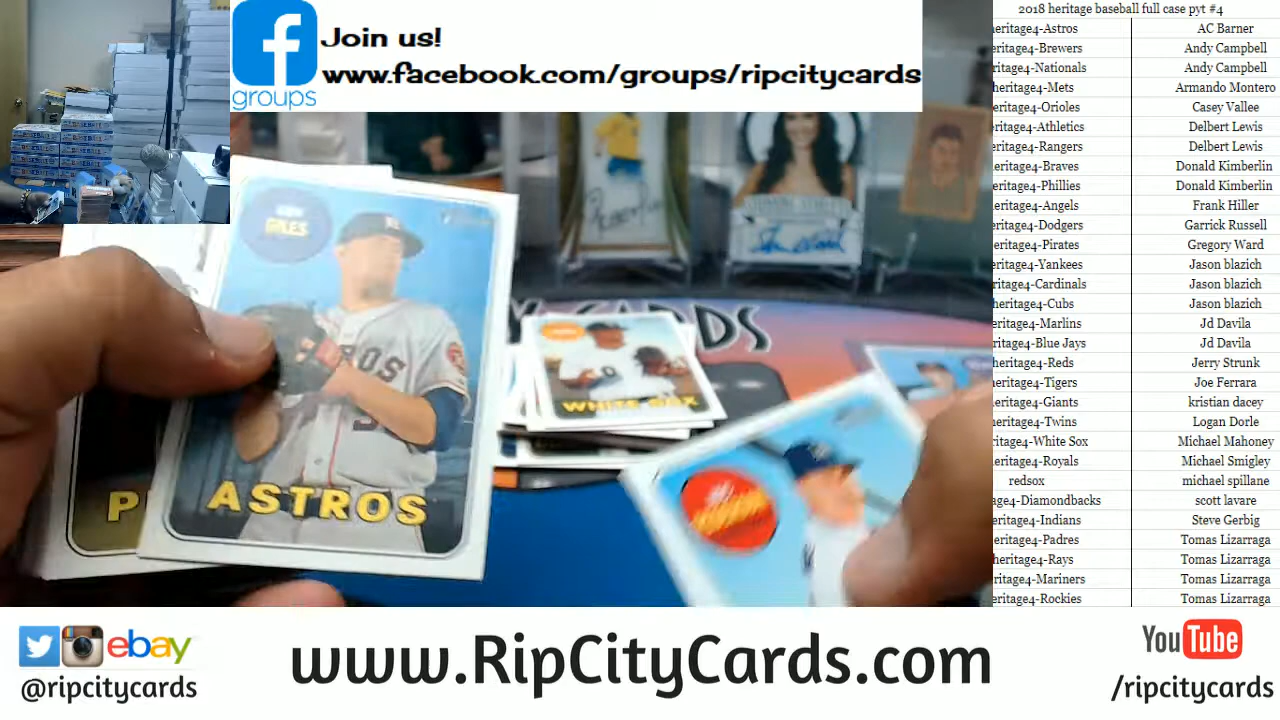 Join us!
www.facebook.com/groups/ripcitycards
groups
2018 heritage baseball full case pyt #4
eritage4-Astros AC Barner
eritage4-Brewers Andy Campbell
ritage4-Nationals Andy Campbell
heritage4-Mets Armando Montero
eritage4-Orioles Casey Vallee
eritage4-Athletics Delbert Lewis
eritage4-Rangers Delbert Lewis
eritage4-Braves Donald Kimberlin
eritage4-Phillies Donald Kimberlin
eritage4-Angels Frank Hiller
eritage4-Dodgers Garrick Russell
eritage4-Pirates Gregory Ward
eritage4-Yankees Jason blazich
eritage4-Cardinals Jason blazich
heritage4-Cubs Jason blazich
eritage4-Marlins Jd Davila
ritage4-Blue Jays Jd Davila
heritage4-Reds Jerry Strunk
eritage4-Tigers Joe Ferrara
eritage4-Giants kristian dacey
eritage4-Twins Logan Dorle
ritage4-White Sox Michael Mahoney
eritage4-Royals Michael Smigley
redsox michael spillane
age4-Diamondbacks scott lavare
eritage4-Indians Steve Gerbig
eritage4-Padres Tomas Lizarraga
heritage4-Rays Tomas Lizarraga
ritage4-Mariners Tomas Lizarraga
eritage4-Rockies Tomas Lizarraga
GILES
ASTROS
P
WHITE SOX
RDS
ebay
@ripcitycards
www.RipCityCards.com
YouTube
/ripcitycards